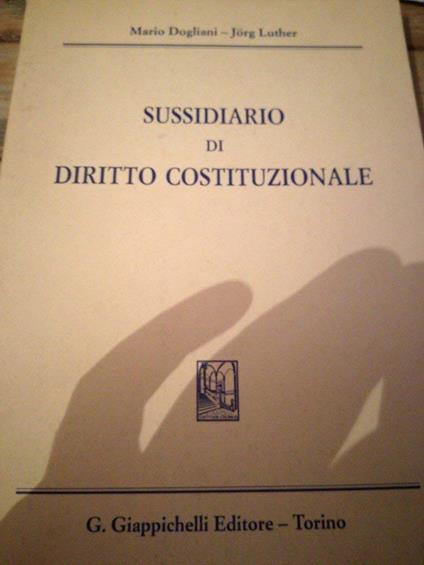 Mario Dogliani – Jörg Luther
SUSSIDIARIO
DI
DIRITTO COSTITUZIONALE
G. Giappichelli Editore – Torino